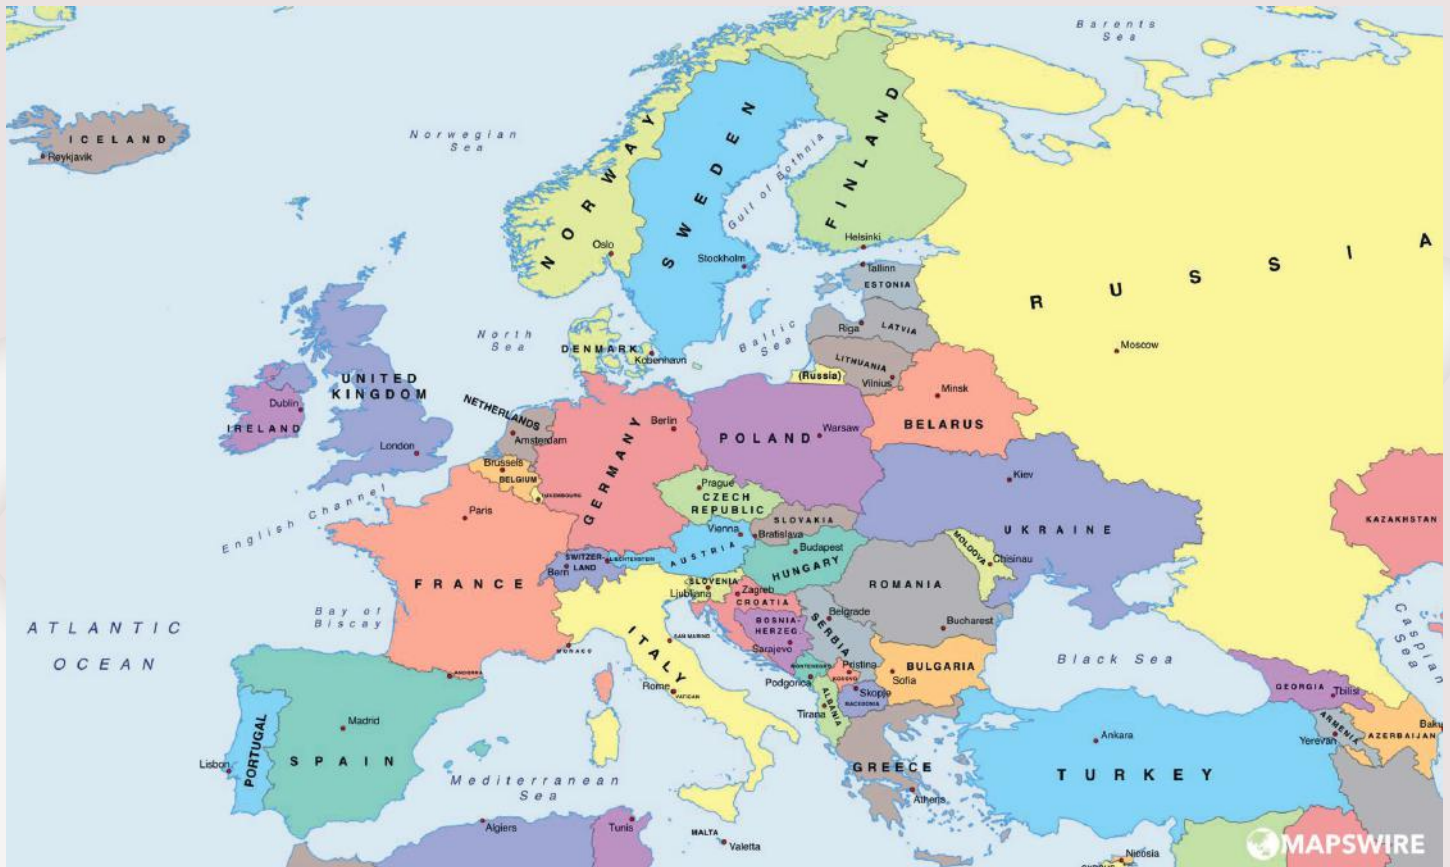 Barents
Sea
ICELAND
Røykjavik
Norwegian
Sea
NORWAY
Oslo
SWEDEN
Stockholm
Gulf of Bothnia
FINLAND
Helsinki
Tallinn
ESTONIA
RUSSIA
Moscow
Riga
LATVIA
LITHUANIA
Vilnius
(Russia)
Baltic
Sea
North
Sea
DENMARK
København
UNITED
KINGDOM
London
Dublin
IRELAND
NETHERLANDS
Amsterdam
Brussels
BELGIUM
LUXEMBOURG
GERMANY
Berlin
POLAND
Warsaw
Minsk
BELARUS
Kiev
UKRAINE
KAZAKHSTAN
English Channel
Paris
FRANCE
Prague
CZECH
REPUBLIC
SLOVAKIA
Bratislava
Vienna
AUSTRIA
SWITZER
LAND
Bern
LIECHTENSTEIN
Budapest
HUNGARY
MOLDOVA
Chisinau
ROMANIA
Bucharest
SLOVENIA
Ljubljana
Zagreb
CROATIA
BOSNIA-
HERZEG
Sarajevo
Belgrade
SERBIA
MONTENEGRO
Podgorica
Pristina
KOSOVO
Skopje
MACEDONIA
ALBANIA
Tirana
BULGARIA
Sofia
Bay of
Biscay
ATLANTIC
OCEAN
MONACO
ANDORRA
SAN MARINO
ITALY
Rome
VATICAN
PORTUGAL
Lisbon
Madrid
SPAIN
Mediterranean
Sea
GREECE
Athens
Black Sea
Caspian
Sea
GEORGIA
Tbilisi
ARMENIA
Yerevan
AZERBAIJAN
Baku
Ankara
TURKEY
Algiers
Tunis
MALTA
Valetta
Nicosia
MAPSWIRE